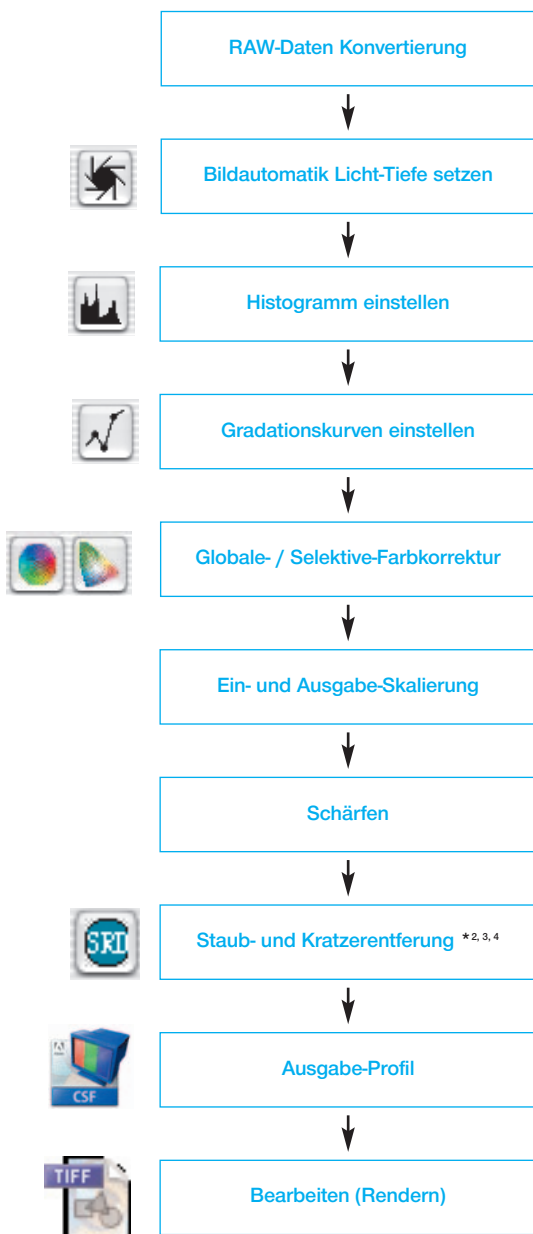 RAW-Daten Konvertierung
Bildautomatik Licht-Tiefe setzen
Histogramm einstellen
Gradationskurven einstellen
Globale- / Selektive-Farbkorrektur
Ein- und Ausgabe-Skalierung
Schärfen
SRD
Staub- und Kratzerentferung *2, 3, 4
CSF
Ausgabe-Profil
TIFF
Bearbeiten (Rendern)